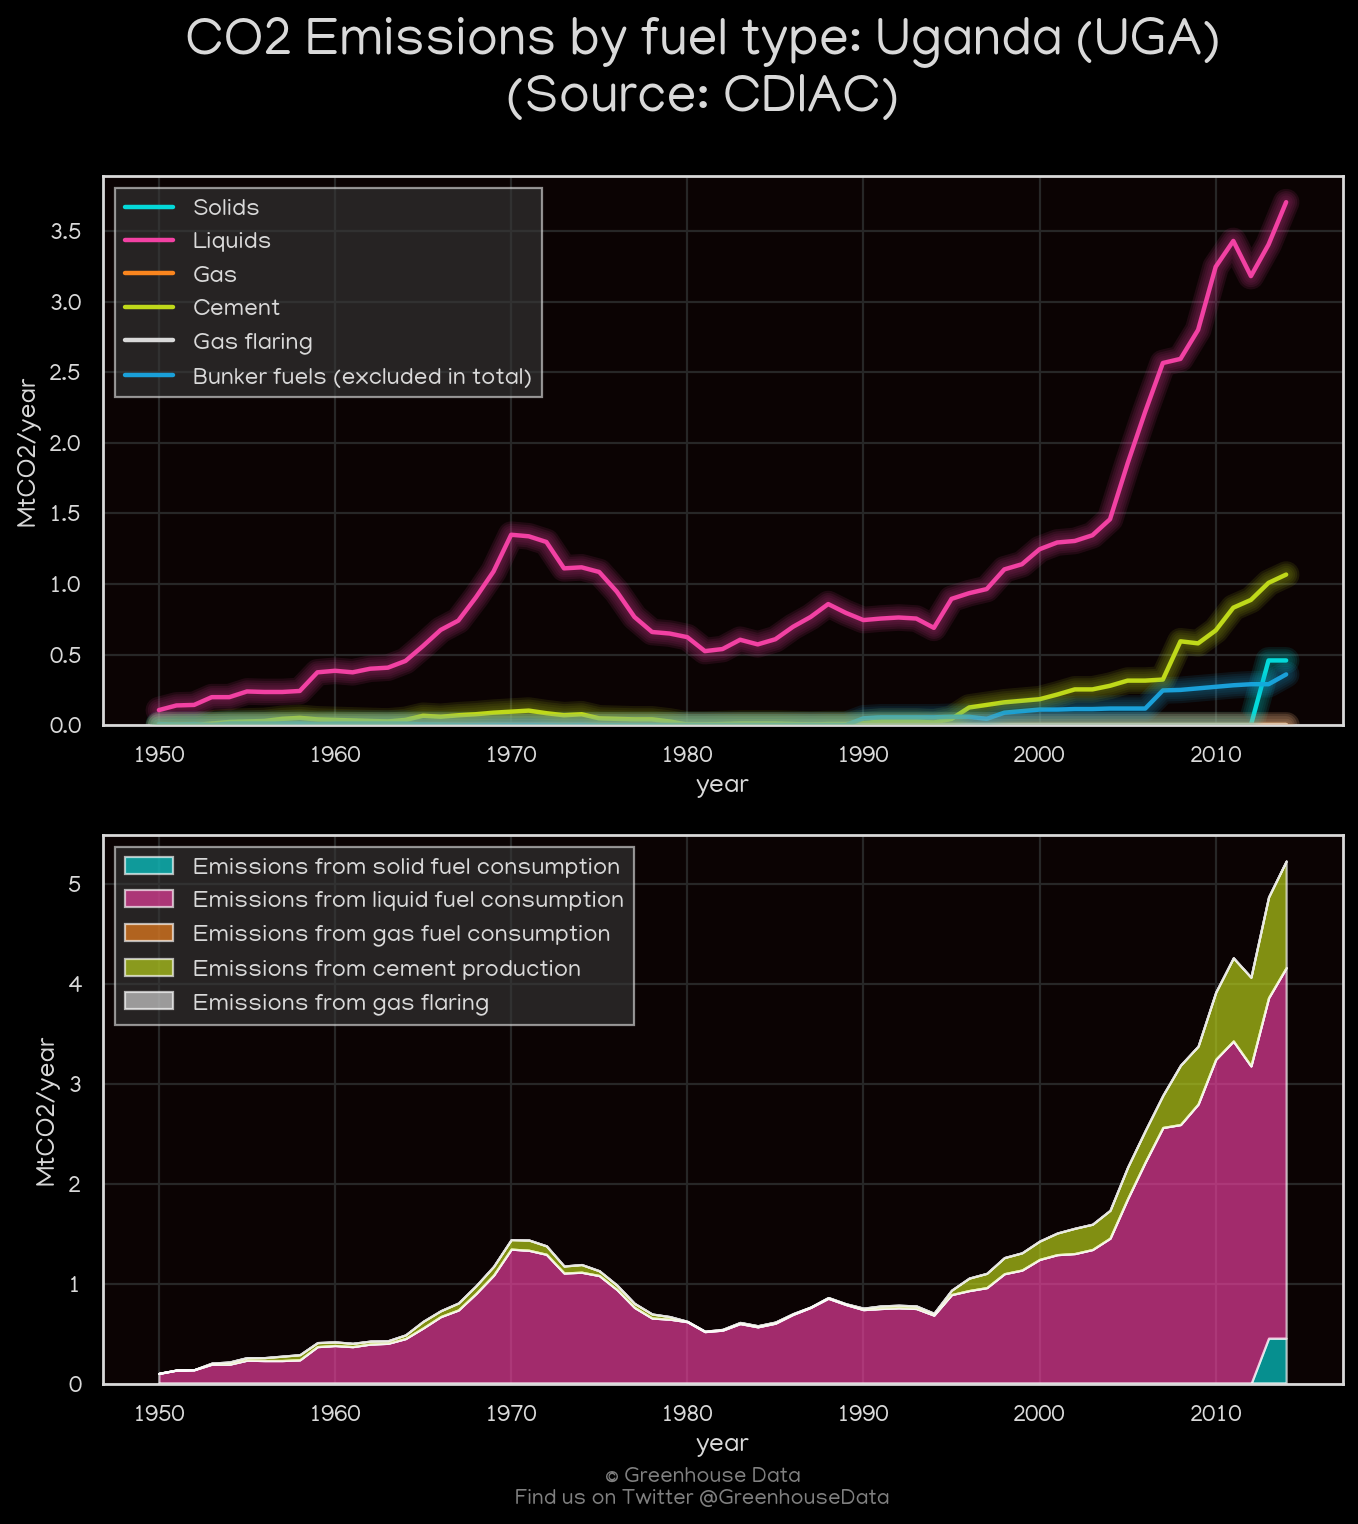 CO2 Emissions by fuel type: Uganda (UGA)
(Source: CDIAC)
Solids
Liquids
Gas
Cement
Gas flaring
Bunker fuels (excluded in total)
MtCO2/year
3.5
3.0
2.5
2.0
1.5
1.0
0.5
0.0
1950 1960 1970 1980 1990 2000 2010
year
Emissions from solid fuel consumption
Emissions from liquid fuel consumption
Emissions from gas fuel consumption
Emissions from cement production
Emissions from gas flaring
MtCO2/year
5
4
3
2
1
0
1950 1960 1970 1980 1990 2000 2010
year
© Greenhouse Data
Find us on Twitter @GreenhouseData